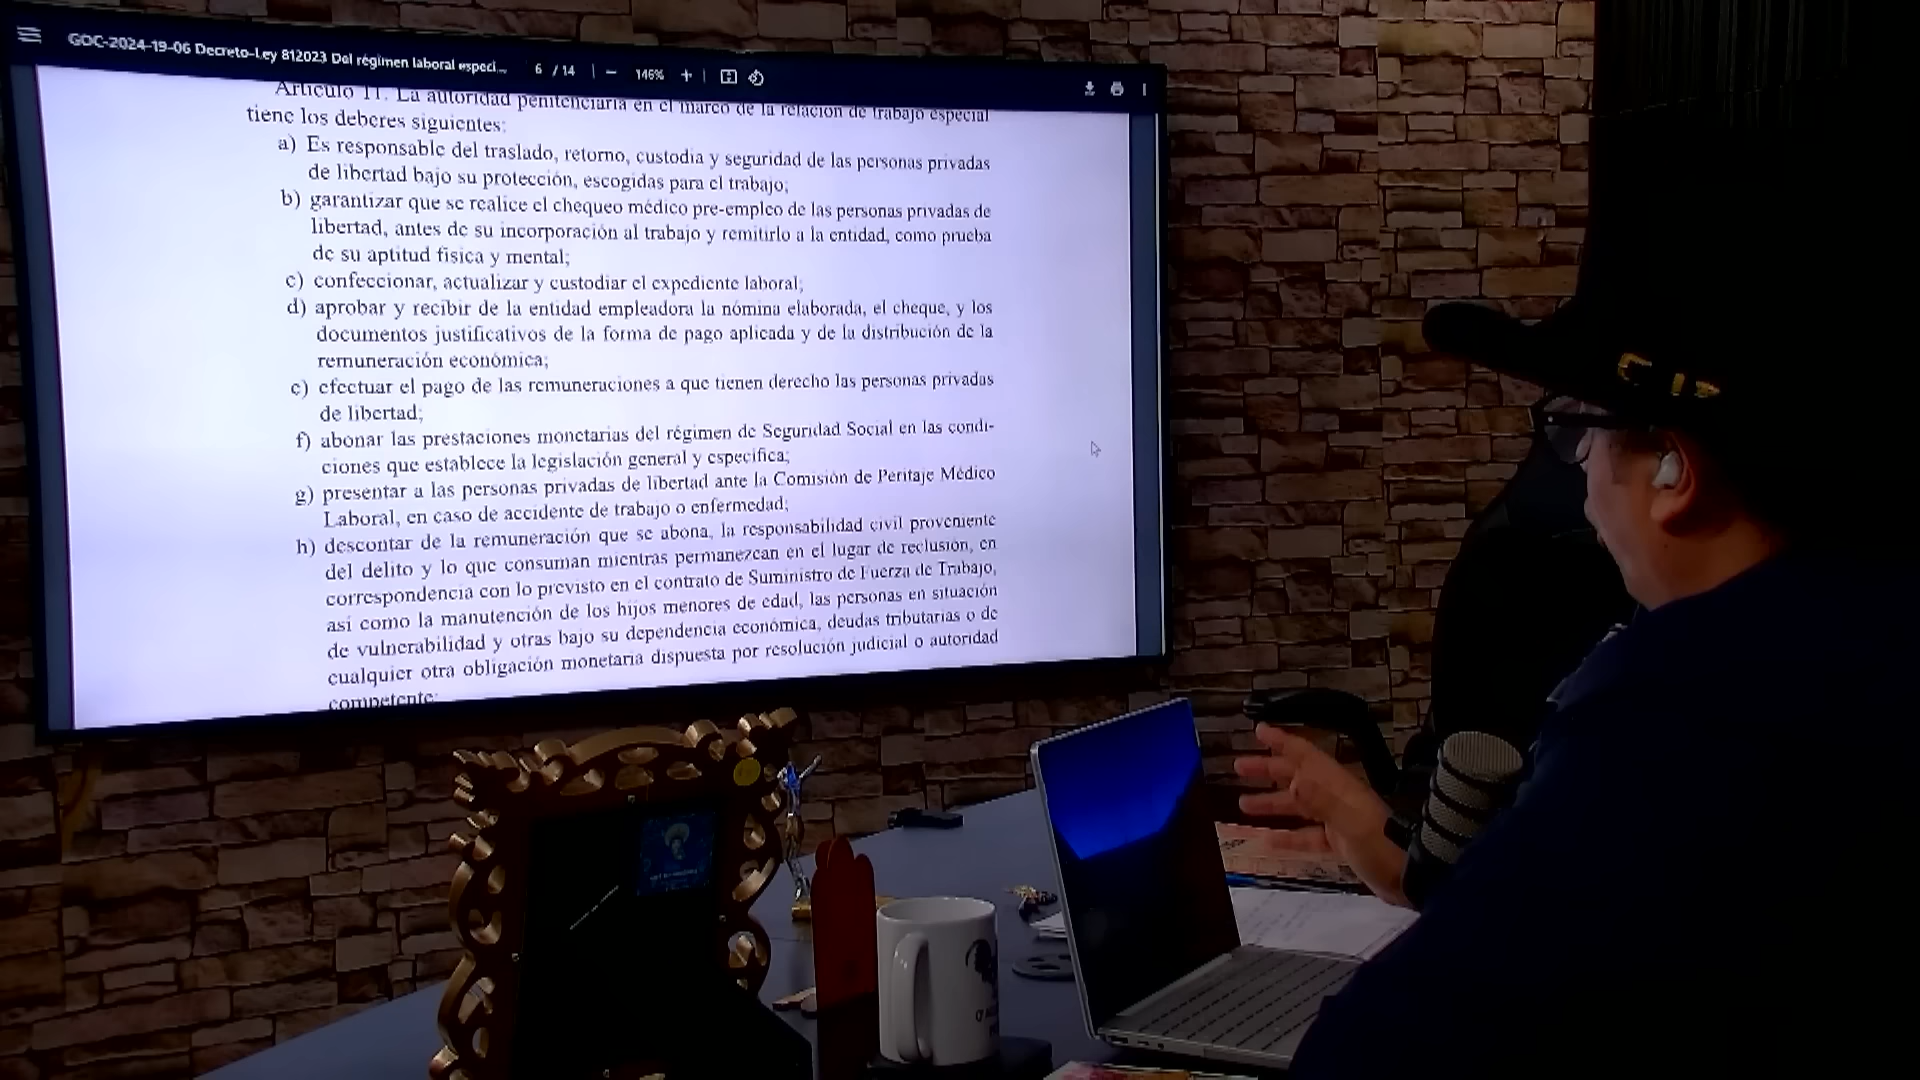 GOC-2024-19-06 Decreto-Ley 812023 Del régimen laboral especi...
6 / 14 | − 146% +
Artículo 11. La autoridad penitenciaria en el marco de la relación de trabajo especial
tiene los deberes siguientes:
a) Es responsable del traslado, retorno, custodia y seguridad de las personas privadas
de libertad bajo su protección, escogidas para el trabajo;
b) garantizar que se realice el chequeo médico pre-empleo de las personas privadas de
libertad, antes de su incorporación al trabajo y remitirlo a la entidad, como prueba
de su aptitud física y mental;
c) confeccionar, actualizar y custodiar el expediente laboral;
d) aprobar y recibir de la entidad empleadora la nómina elaborada, el cheque, y los
documentos justificativos de la forma de pago aplicada y de la distribución de la
remuneración económica;
e) efectuar el pago de las remuneraciones a que tienen derecho las personas privadas
de libertad;
f) abonar las prestaciones monetarias del régimen de Seguridad Social en las condi-
ciones que establece la legislación general y específica;
g) presentar a las personas privadas de libertad ante la Comisión de Peritaje Médico
Laboral, en caso de accidente de trabajo o enfermedad;
h) descontar de la remuneración que se abona, la responsabilidad civil proveniente
del delito y lo que consuman mientras permanezcan en el lugar de reclusión, en
correspondencia con lo previsto en el contrato de Suministro de Fuerza de Trabajo,
así como la manutención de los hijos menores de edad, las personas en situación
de vulnerabilidad y otras bajo su dependencia económica, deudas tributarias o de
cualquier otra obligación monetaria dispuesta por resolución judicial o autoridad
competente;